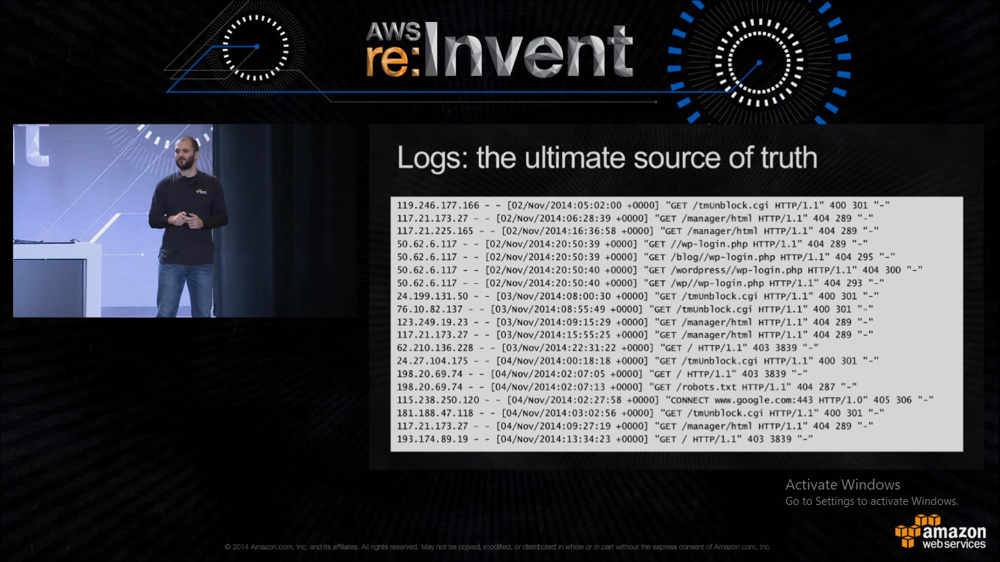 AWS
re:Invent
Logs: the ultimate source of truth
119.246.177.166 - - [02/Nov/2014:05:02:00 +0000] "GET /tmUnblock.cgi HTTP/1.1" 400 301 "-"
117.21.173.27 - - [02/Nov/2014:06:28:39 +0000] "GET /manager/html HTTP/1.1" 404 289 "-"
117.21.225.165 - - [02/Nov/2014:16:36:58 +0000] "GET /manager/html HTTP/1.1" 404 289 "-"
50.62.6.117 - - [02/Nov/2014:20:50:39 +0000] "GET //wp-login.php HTTP/1.1" 404 289 "-"
50.62.6.117 - - [02/Nov/2014:20:50:39 +0000] "GET /blog//wp-login.php HTTP/1.1" 404 295 "-"
50.62.6.117 - - [02/Nov/2014:20:50:40 +0000] "GET /wordpress//wp-login.php HTTP/1.1" 404 300 "-"
50.62.6.117 - - [02/Nov/2014:20:50:40 +0000] "GET /wp//wp-login.php HTTP/1.1" 404 293 "-"
24.199.131.50 - - [03/Nov/2014:08:00:30 +0000] "GET /tmUnblock.cgi HTTP/1.1" 400 301 "-"
76.10.82.137 - - [03/Nov/2014:08:55:49 +0000] "GET /tmUnblock.cgi HTTP/1.1" 400 301 "-"
123.249.19.23 - - [03/Nov/2014:09:15:29 +0000] "GET /manager/html HTTP/1.1" 404 289 "-"
117.21.173.27 - - [03/Nov/2014:15:55:25 +0000] "GET /manager/html HTTP/1.1" 404 289 "-"
62.210.136.228 - - [03/Nov/2014:22:31:22 +0000] "GET / HTTP/1.1" 403 3839 "-"
24.27.104.175 - - [04/Nov/2014:00:18:18 +0000] "GET /tmUnblock.cgi HTTP/1.1" 400 301 "-"
198.20.69.74 - - [04/Nov/2014:02:07:05 +0000] "GET / HTTP/1.1" 403 3839 "-"
198.20.69.74 - - [04/Nov/2014:02:07:13 +0000] "GET /robots.txt HTTP/1.1" 404 287 "-"
115.238.250.120 - - [04/Nov/2014:02:27:58 +0000] "CONNECT www.google.com:443 HTTP/1.0" 405 306 "-"
181.188.47.118 - - [04/Nov/2014:03:02:56 +0000] "GET /tmUnblock.cgi HTTP/1.1" 400 301 "-"
117.21.173.27 - - [04/Nov/2014:09:27:19 +0000] "GET /manager/html HTTP/1.1" 404 289 "-"
193.174.89.19 - - [04/Nov/2014:13:34:23 +0000] "GET / HTTP/1.1" 403 3839 "-"
Activate Windows
Go to Settings to activate Windows.
amazon
web services
© 2014 Amazon.com, Inc. and its affiliates. All rights reserved. May not be copied, modified, or distributed in whole or in part without the express consent of Amazon.com, Inc.